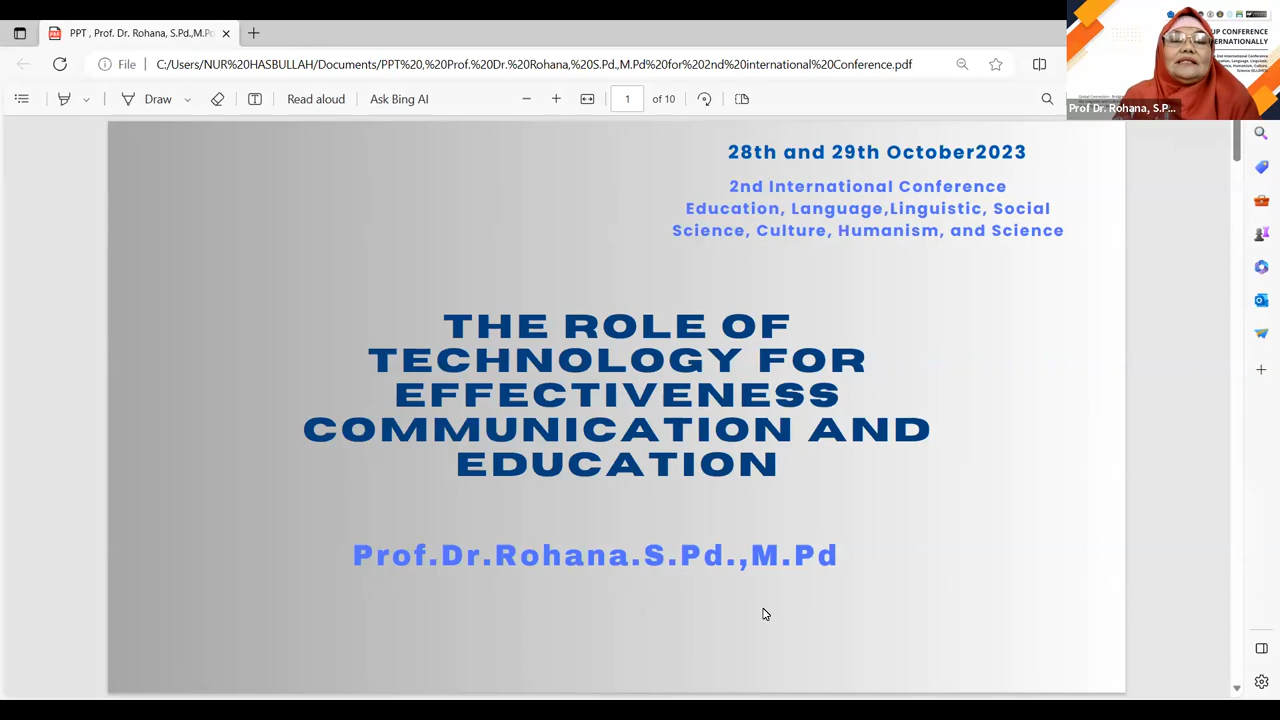 PPT , Prof. Dr. Rohana, S.Pd.,M.Pd
File
C:/Users/NUR%20HASBULLAH/Documents/PPT%20,%20Prof.%20Dr.%20Rohana,%20S.Pd.,M.Pd%20for%202nd%20international%20Conference.pdf
Draw
Read aloud
Ask Bing AI
1 of 10
UP CONFERENCE
NTERNATIONALLY
Prof Dr. Rohana, S.P...
28th and 29th October2023
2nd International Conference
Education, Language,Linguistic, Social
Science, Culture, Humanism, and Science
THE ROLE OF
TECHNOLOGY FOR
EFFECTIVENESS
COMMUNICATION AND
EDUCATION
Prof.Dr.Rohana.S.Pd.,M.Pd